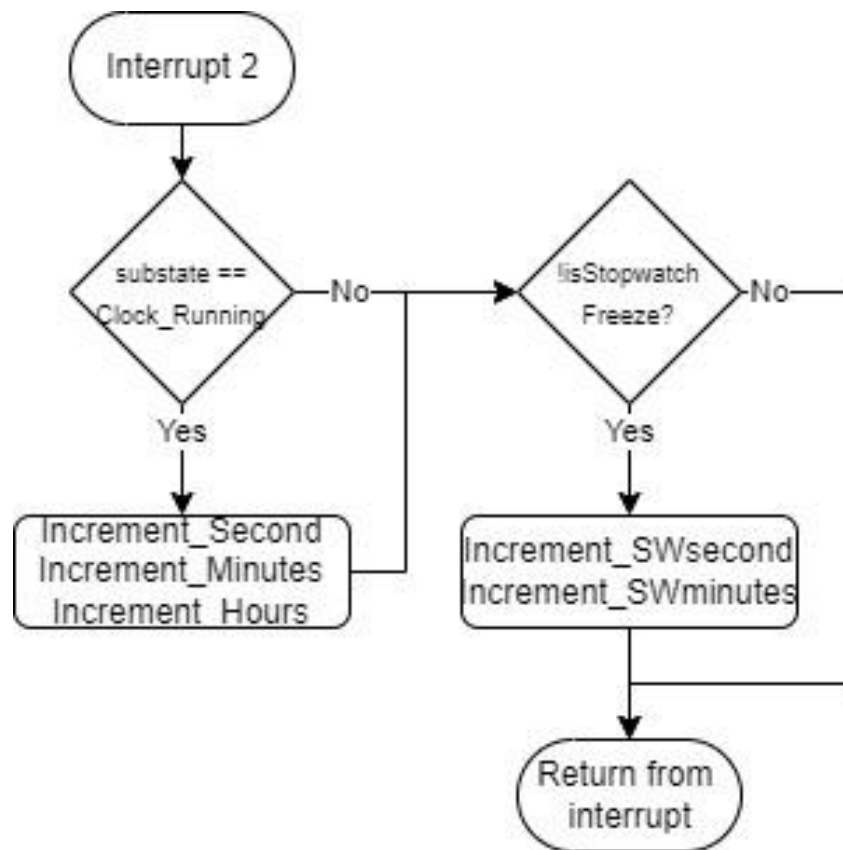 Interrupt 2
substate ==
Clock_Running
No
Yes
Increment_Second
Increment_Minutes
Increment_Hours
!isStopwatch
Freeze?
No
Yes
Increment_SWsecond
Increment_SWminutes
Return from
interrupt